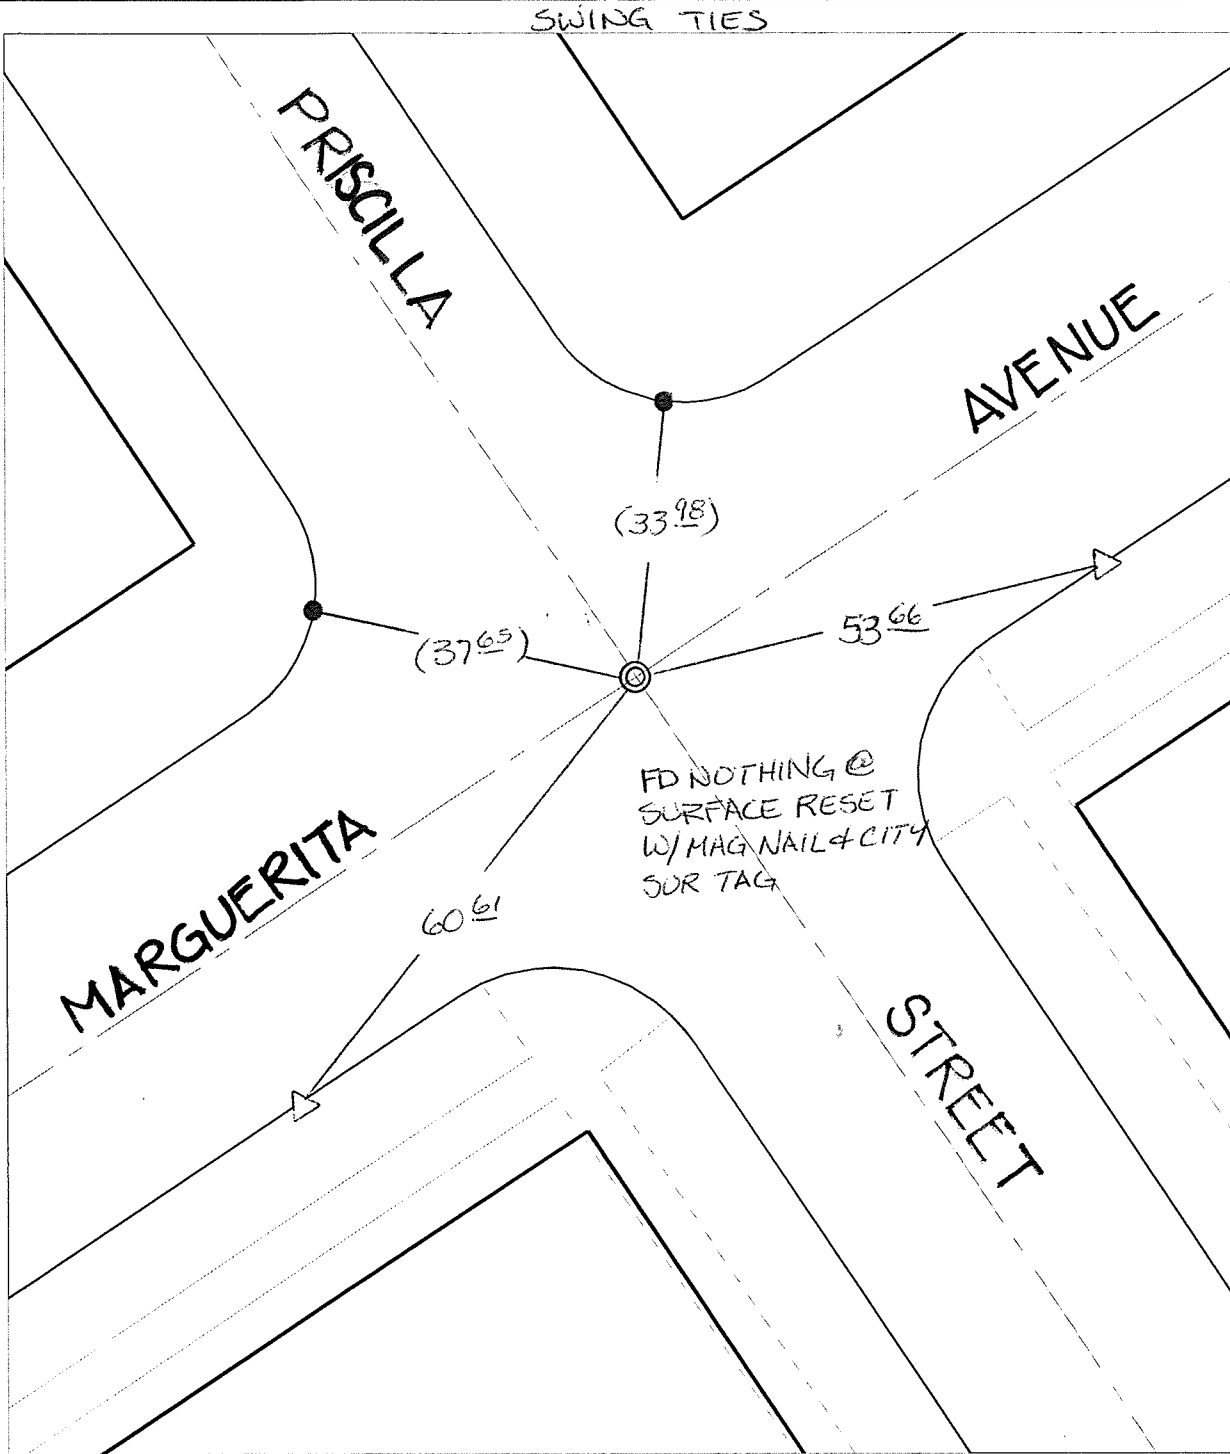 SWING TIES
PRISCILLA
AVENUE
(33.98)
53.66
(37.65)
FD NOTHING @
SURFACE RESET
W/ MAG NAIL & CITY
SUR TAG
60.61
MARGUERITA
STREET